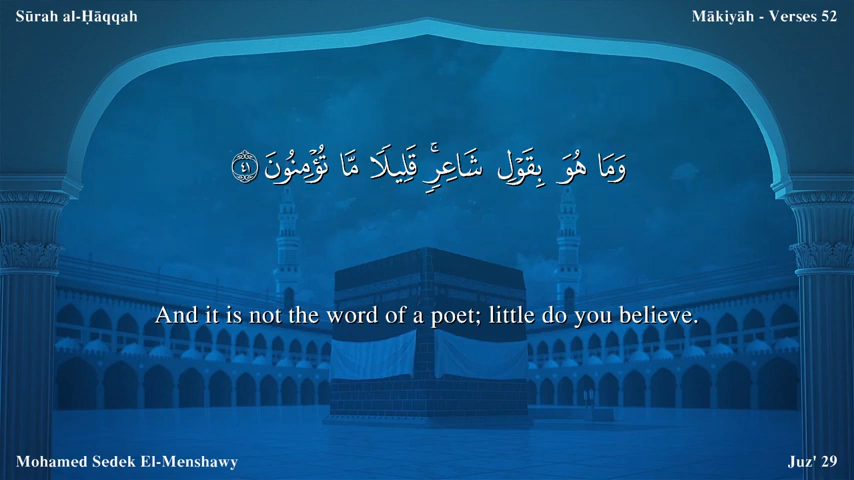 Sūrah al-Ḥāqqah
Mākiyāh - Verses 52
وَمَا هُوَ بِقَوْلِ شَاعِرٍۚ قَلِيلًا مَّا تُؤْمِنُونَ ٤١
And it is not the word of a poet; little do you believe.
Mohamed Sedek El-Menshawy
Juz' 29